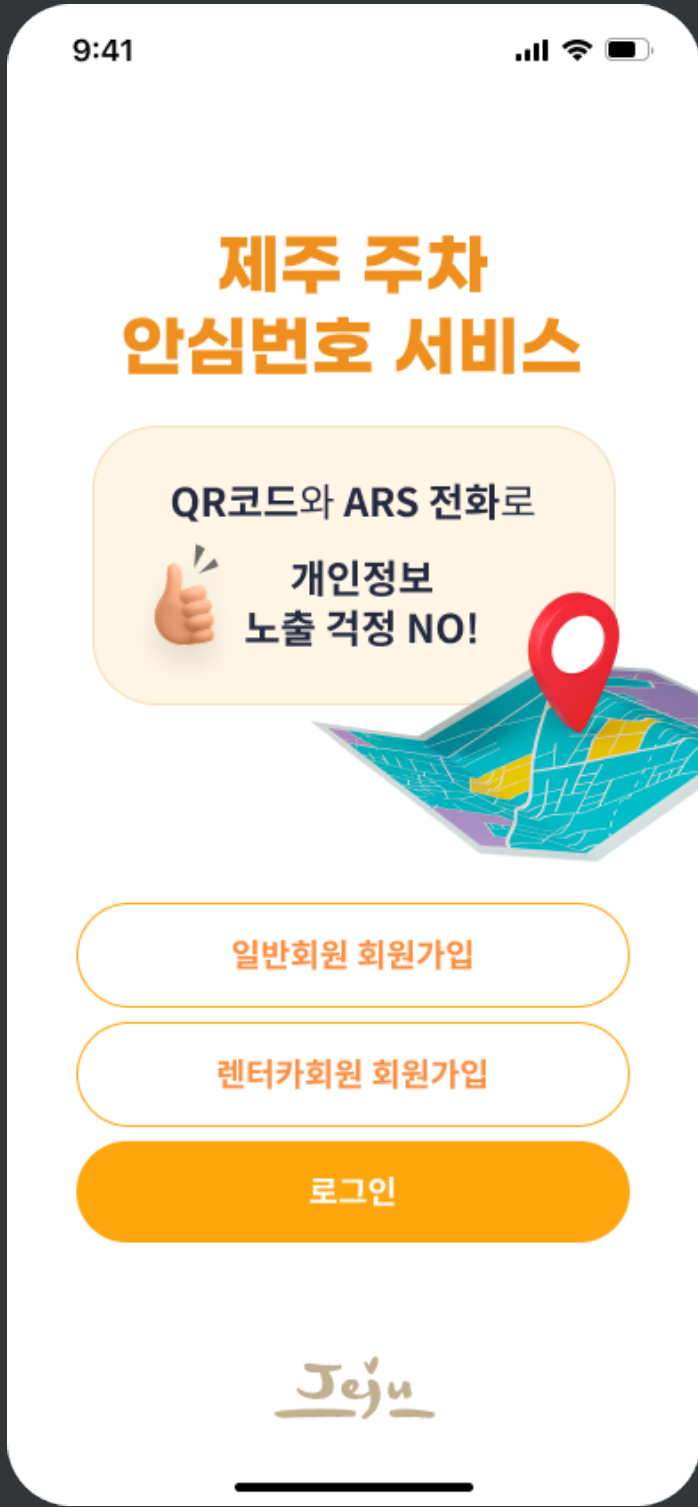 9:41
제주 주차
안심번호 서비스
QR코드와 ARS 전화로
개인정보
노출 걱정 NO!
일반회원 회원가입
렌터카회원 회원가입
로그인
Jeju